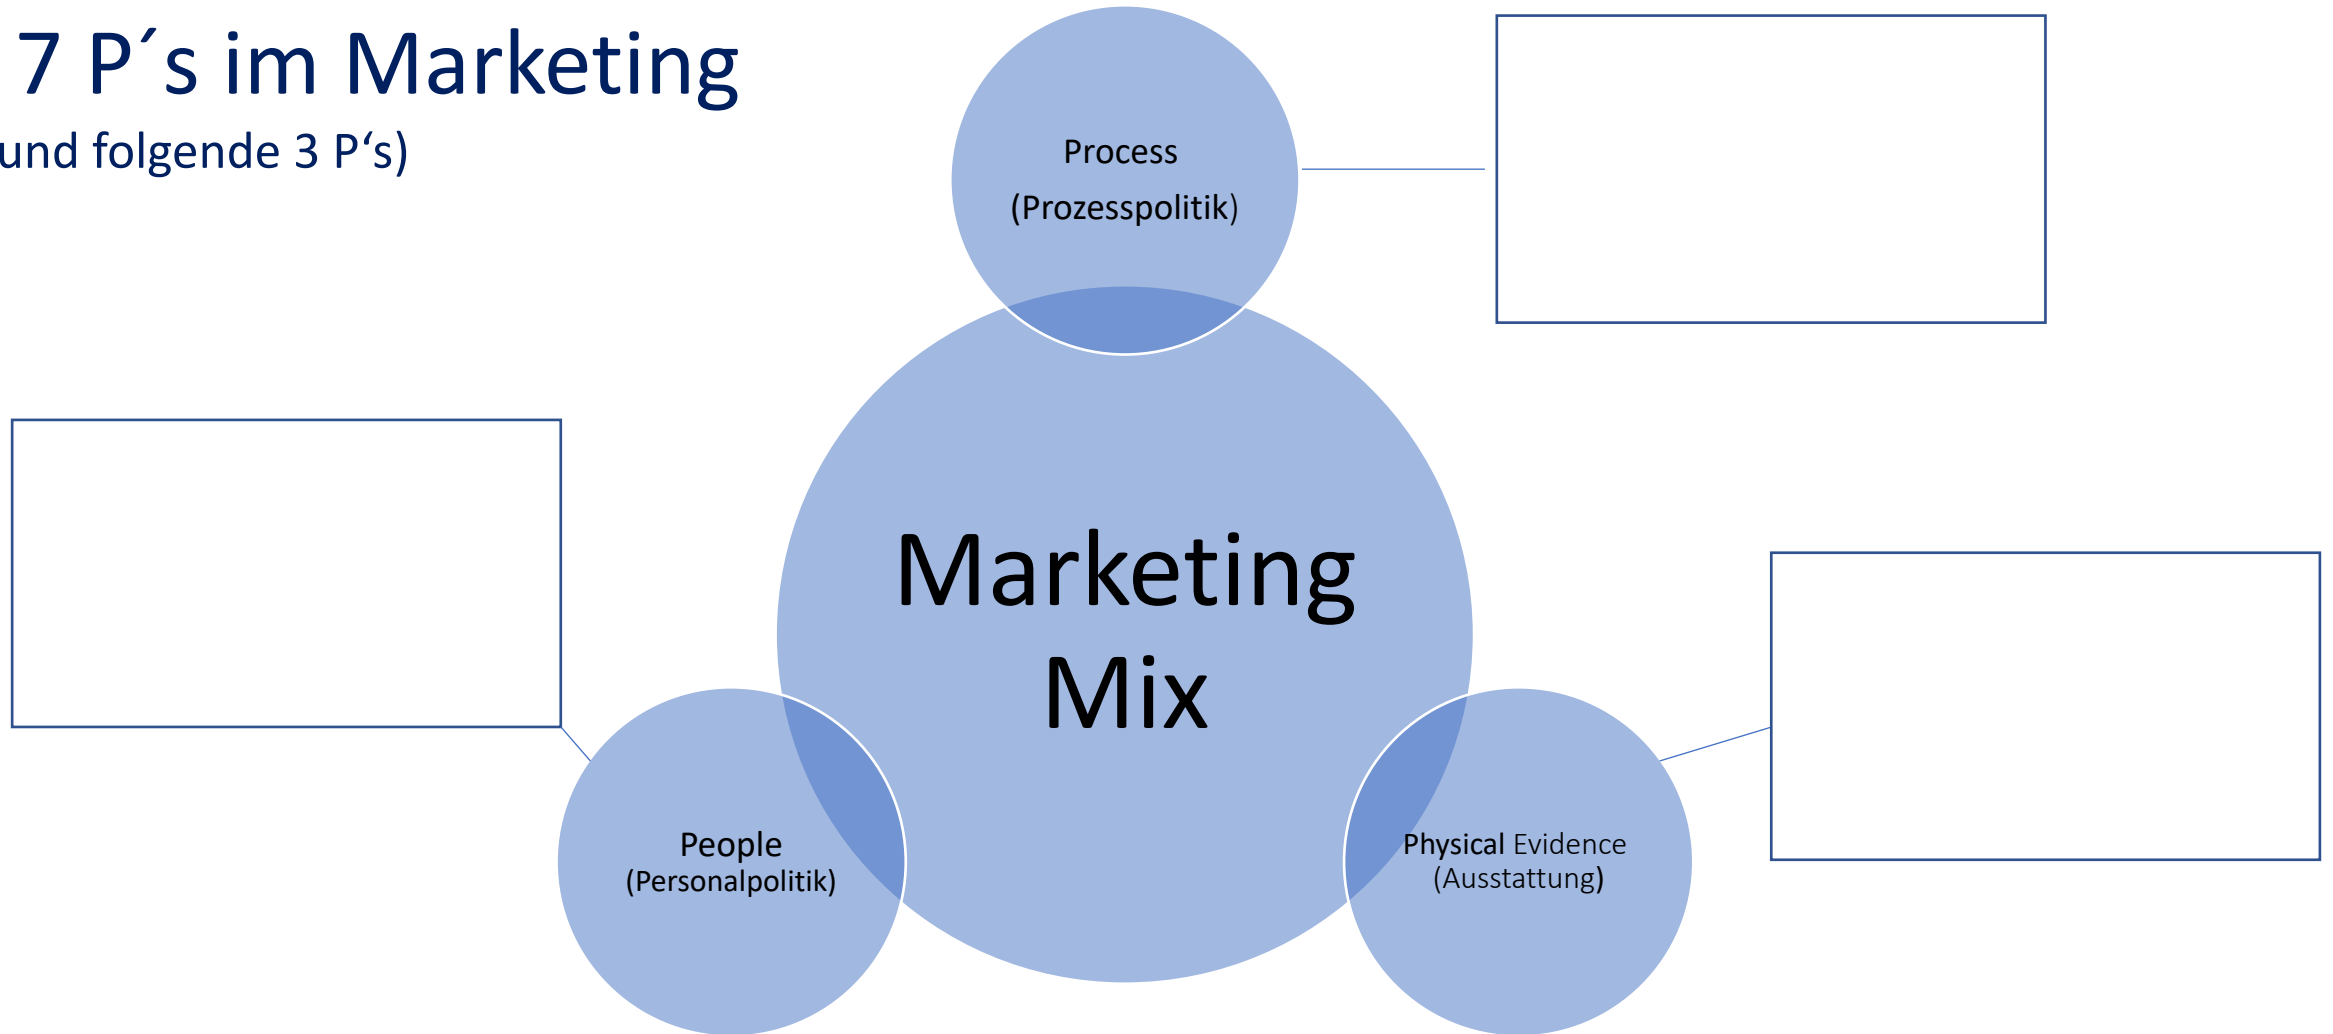 7 P´s im Marketing
und folgende 3 P‘s)
Process
(Prozesspolitik)
Marketing
Mix
People
(Personalpolitik)
Physical Evidence
(Ausstattung)